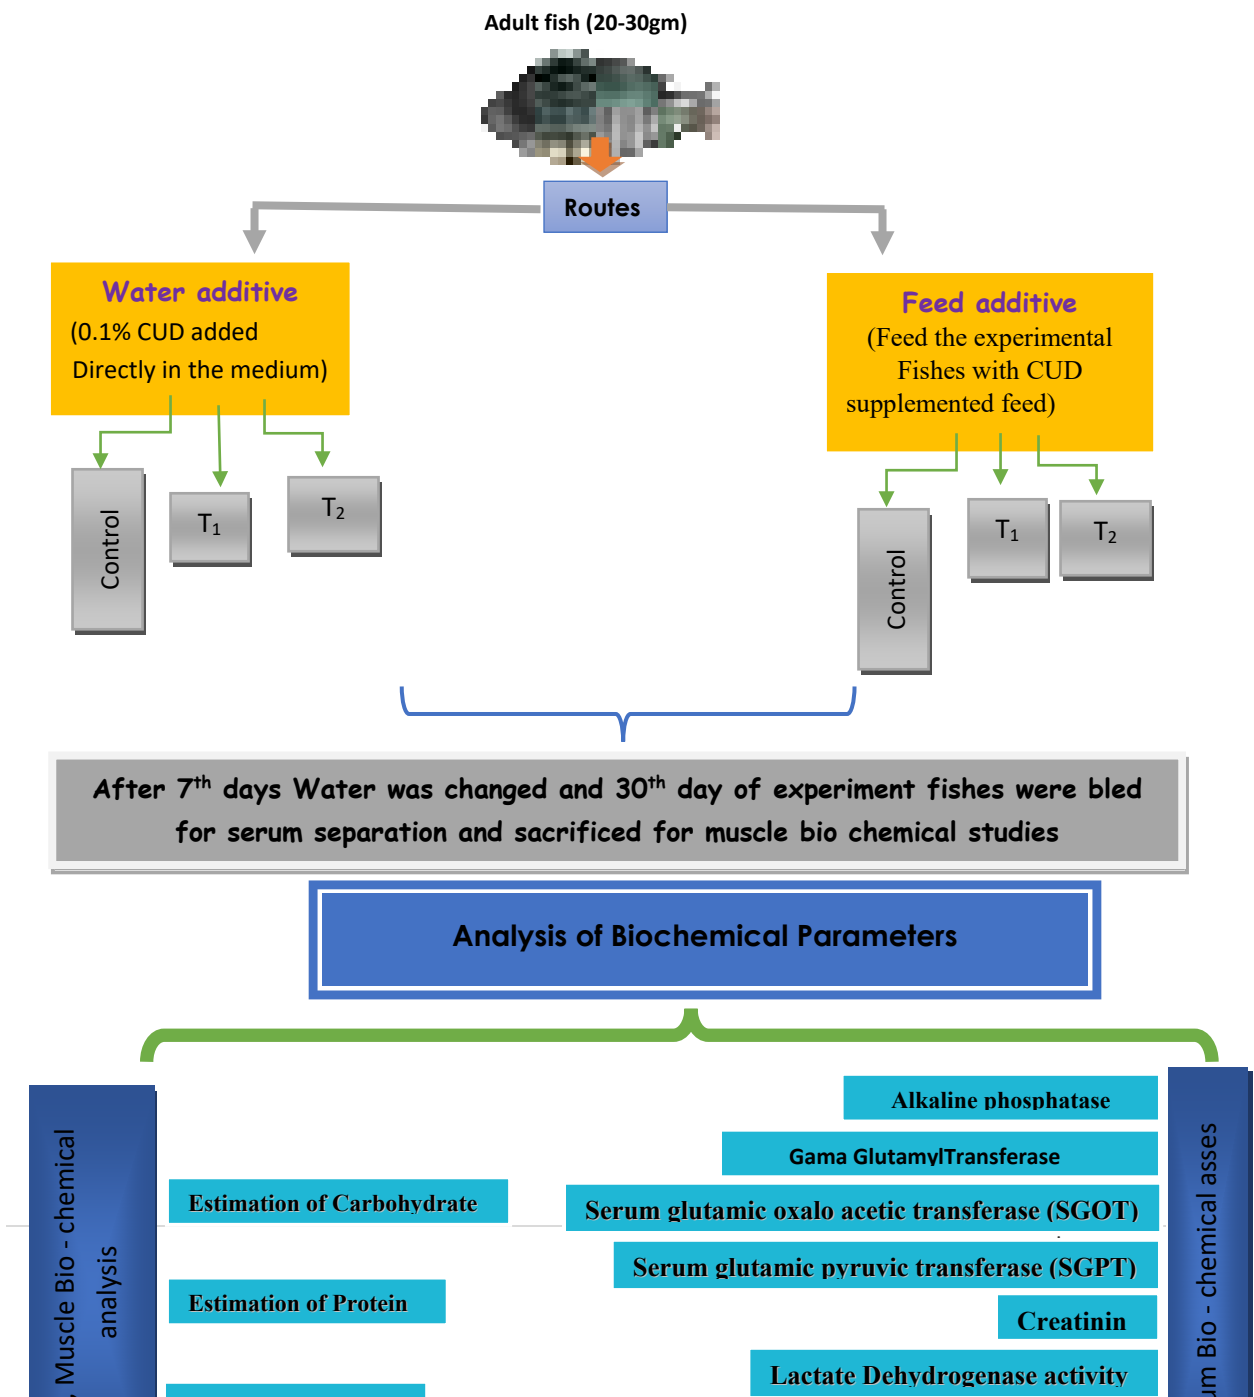 Adult fish (20-30gm)
Routes
Water additive
(0.1% CUD added
Directly in the medium)
Feed additive
(Feed the experimental
Fishes with CUD
supplemented feed)
Control
T₁
T₂
Control
T₁
T₂
After 7ᵗʰ days Water was changed and 30ᵗʰ day of experiment fishes were bled
for serum separation and sacrificed for muscle bio chemical studies
Analysis of Biochemical Parameters
Muscle Bio - chemical
analysis
Estimation of Carbohydrate
Estimation of Protein
Alkaline phosphatase
Gama GlutamylTransferase
Serum glutamic oxalo acetic transferase (SGOT)
Serum glutamic pyruvic transferase (SGPT)
Creatinin
Lactate Dehydrogenase activity
Bio - chemical asses